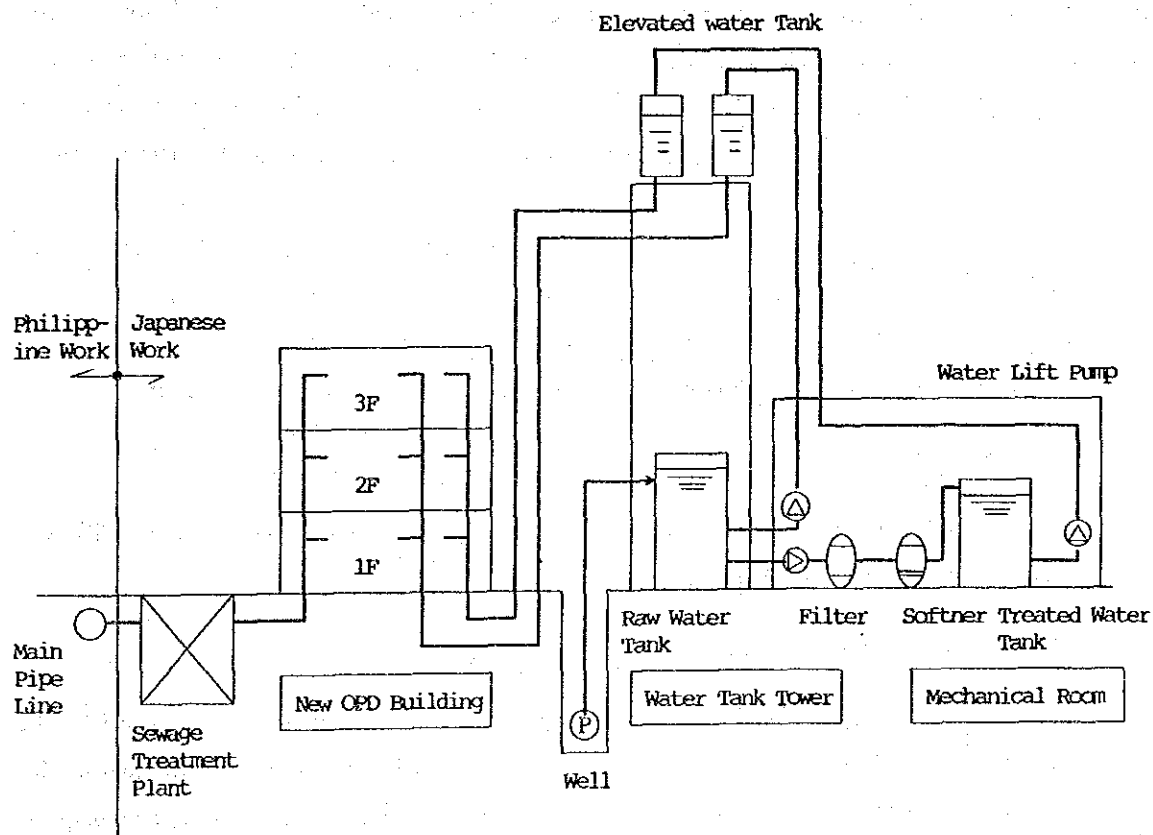 Elevated water Tank
Philipp-
ine Work
Japanese
Work
Water Lift Pump
3F
2F
1F
Main
Pipe
Line
Sewage
Treatment
Plant
New OPD Building
P
Well
Raw Water
Tank
Water Tank Tower
Filter
Softner
Treated Water
Tank
Mechanical Room